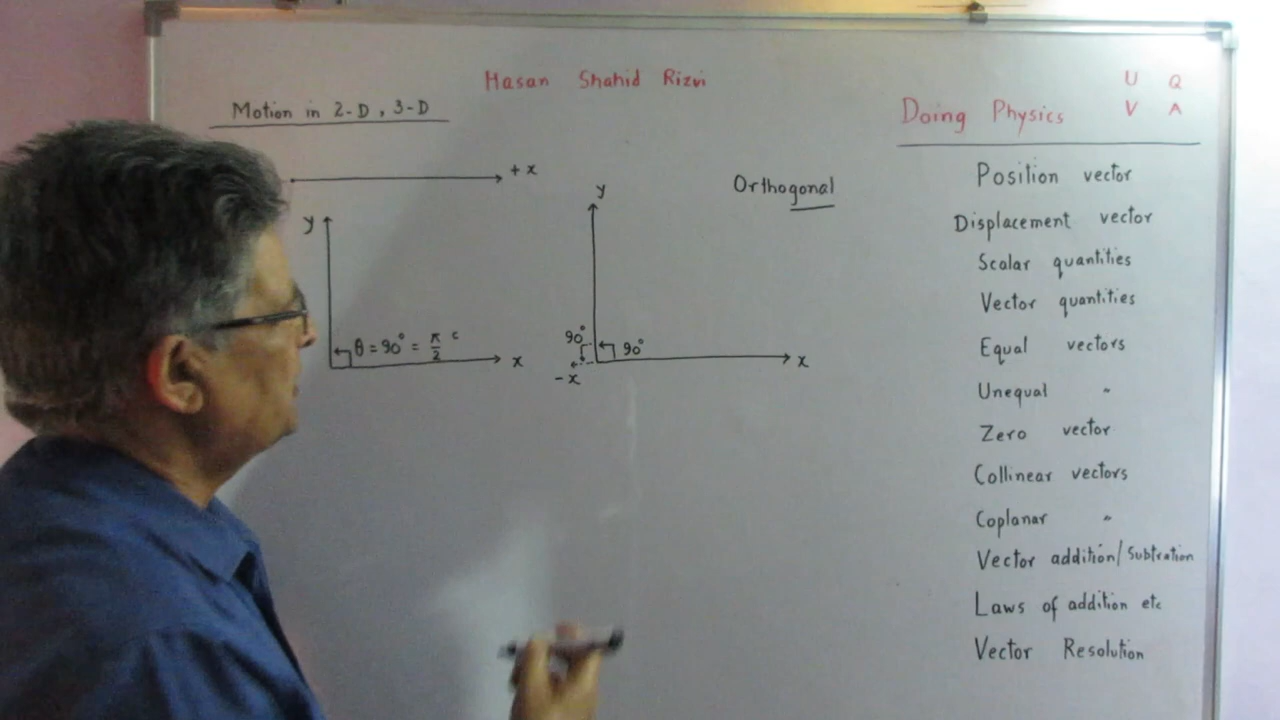 Hasan Shahid Rizvi
Motion in 2-D, 3-D
+ x
y
θ = 90° = π/2 ᶜ
x
y
90°
90°
- x
x
Orthogonal
U Q
Doing Physics V A
Position vector
Displacement vector
Scalar quantities
Vector quantities
Equal vectors
Unequal "
Zero vector
Collinear vectors
Coplanar "
Vector addition/Subtration
Laws of addition etc
Vector Resolution